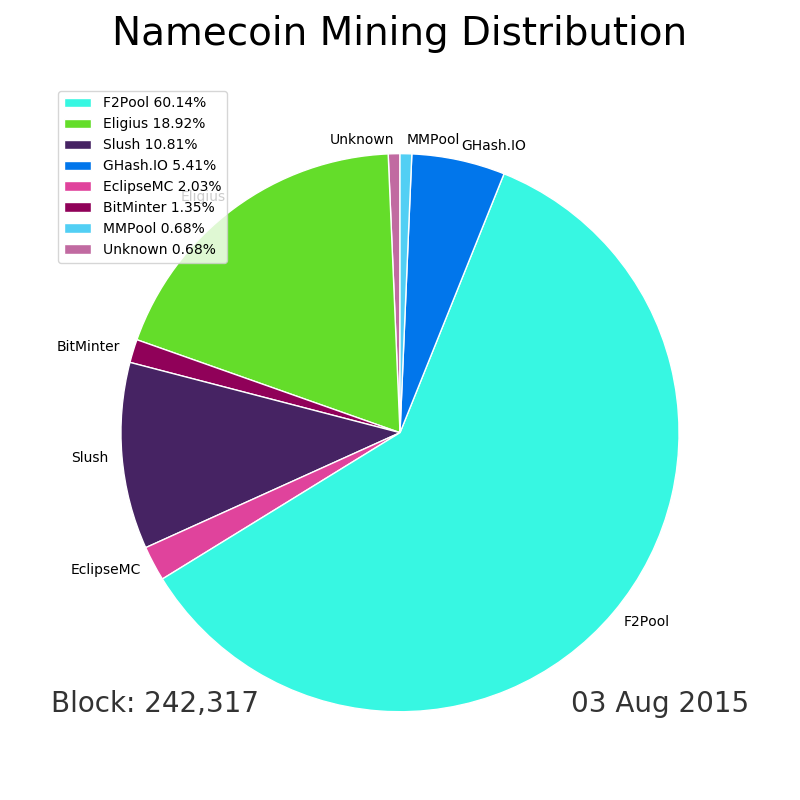 Namecoin Mining Distribution
F2Pool 60.14%
Eligius 18.92%
Slush 10.81%
GHash.IO 5.41%
EclipseMC 2.03%
BitMinter 1.35%
MMPool 0.68%
Unknown 0.68%
Unknown
MMPool
GHash.IO
Eligius
BitMinter
Slush
EclipseMC
F2Pool
Block: 242,317
03 Aug 2015